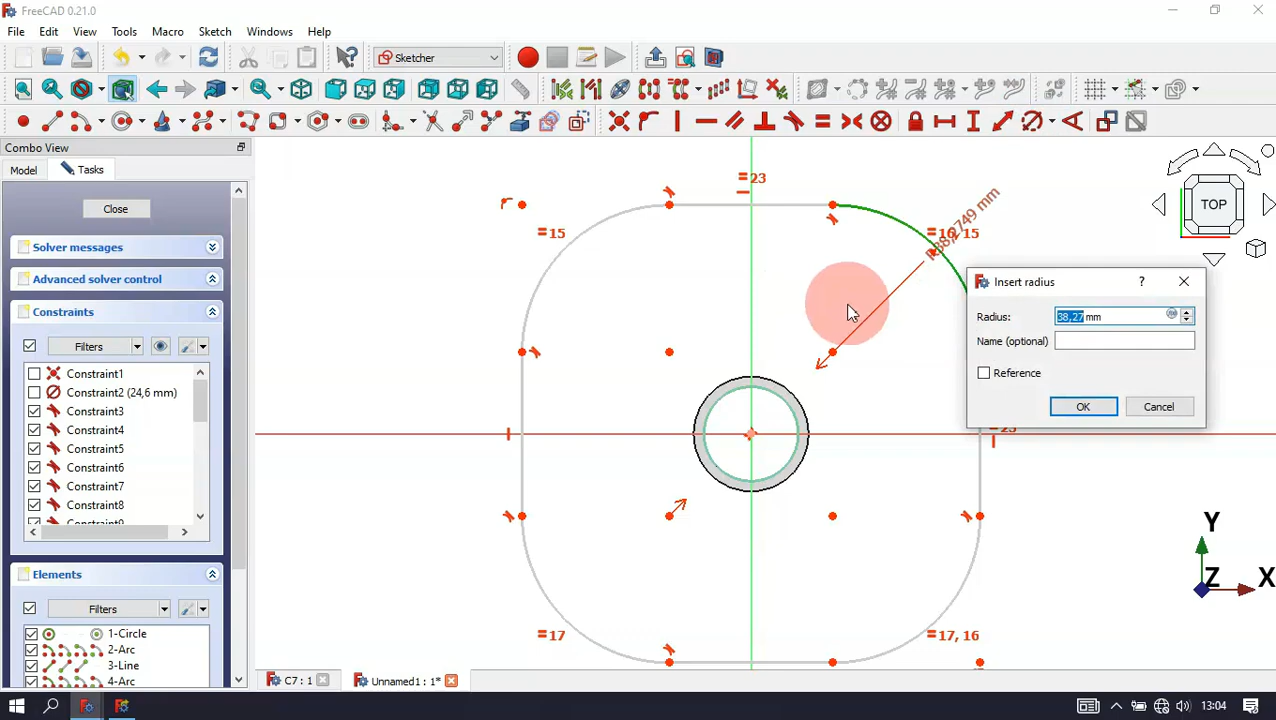 FreeCAD 0.21.0
File Edit View Tools Macro Sketch Windows Help
Sketcher
Combo View
Model Tasks
Close
Solver messages
Advanced solver control
Constraints
Filters
Constraint1
Constraint2 (24,6 mm)
Constraint3
Constraint4
Constraint5
Constraint6
Constraint7
Constraint8
Elements
Filters
1-Circle
2-Arc
3-Line
4-Arc
=23
=15
=17
=17, 16
Insert radius
?
Radius: 38,27 mm
Name (optional)
Reference
OK Cancel
TOP
Y
Z X
C7 : 1 Unnamed1 : 1*
13:04